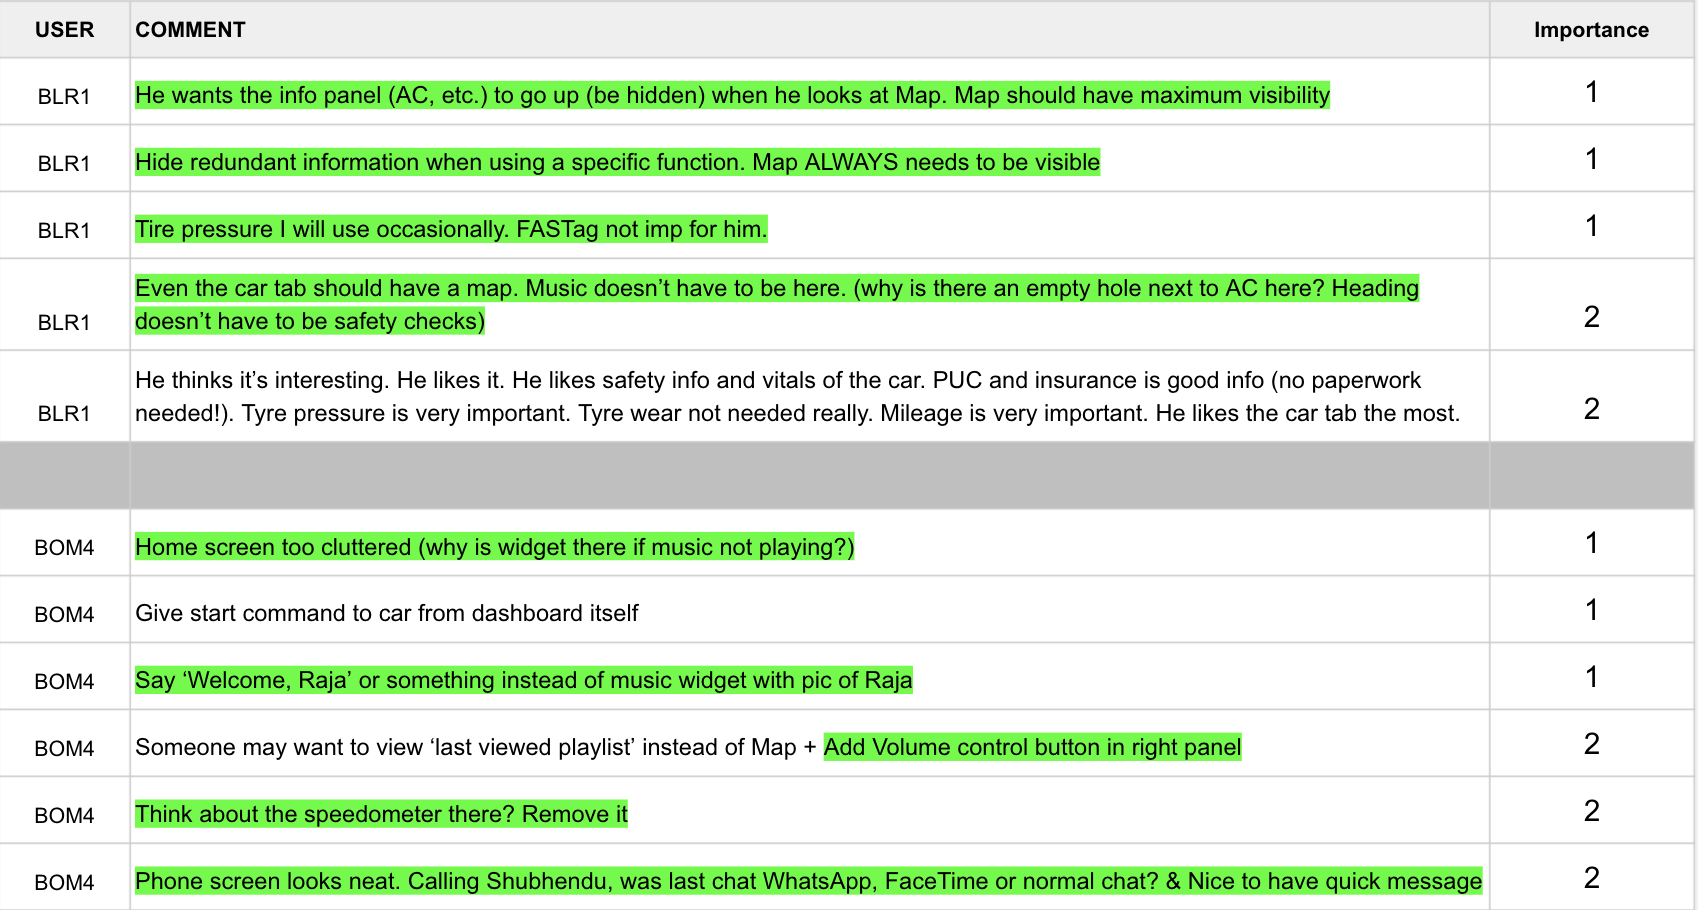 USER COMMENT Importance
BLR1 He wants the info panel (AC, etc.) to go up (be hidden) when he looks at Map. Map should have maximum visibility 1
BLR1 Hide redundant information when using a specific function. Map ALWAYS needs to be visible 1
BLR1 Tire pressure I will use occasionally. FASTag not imp for him. 1
Even the car tab should have a map. Music doesn’t have to be here. (why is there an empty hole next to AC here? Heading
BLR1 doesn’t have to be safety checks) 2
He thinks it’s interesting. He likes it. He likes safety info and vitals of the car. PUC and insurance is good info (no paperwork
BLR1 needed!). Tyre pressure is very important. Tyre wear not needed really. Mileage is very important. He likes the car tab the most. 2
BOM4 Home screen too cluttered (why is widget there if music not playing?) 1
BOM4 Give start command to car from dashboard itself 1
BOM4 Say ‘Welcome, Raja’ or something instead of music widget with pic of Raja 1
BOM4 Someone may want to view ‘last viewed playlist’ instead of Map + Add Volume control button in right panel 2
BOM4 Think about the speedometer there? Remove it 2
BOM4 Phone screen looks neat. Calling Shubhendu, was last chat WhatsApp, FaceTime or normal chat? & Nice to have quick message 2